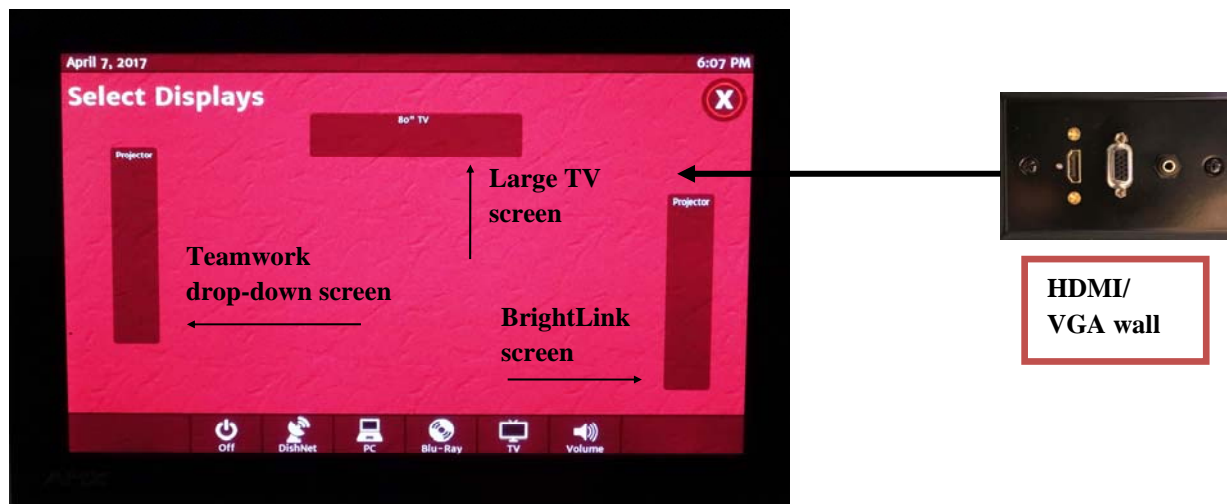 April 7, 2017
6:07 PM
Select Displays
X
80" TV
Projector
Large TV
screen
Projector
Teamwork
drop-down screen
BrightLink
screen
HDMI/
VGA wall
Off
DishNet
PC
Blu-Ray
TV
Volume